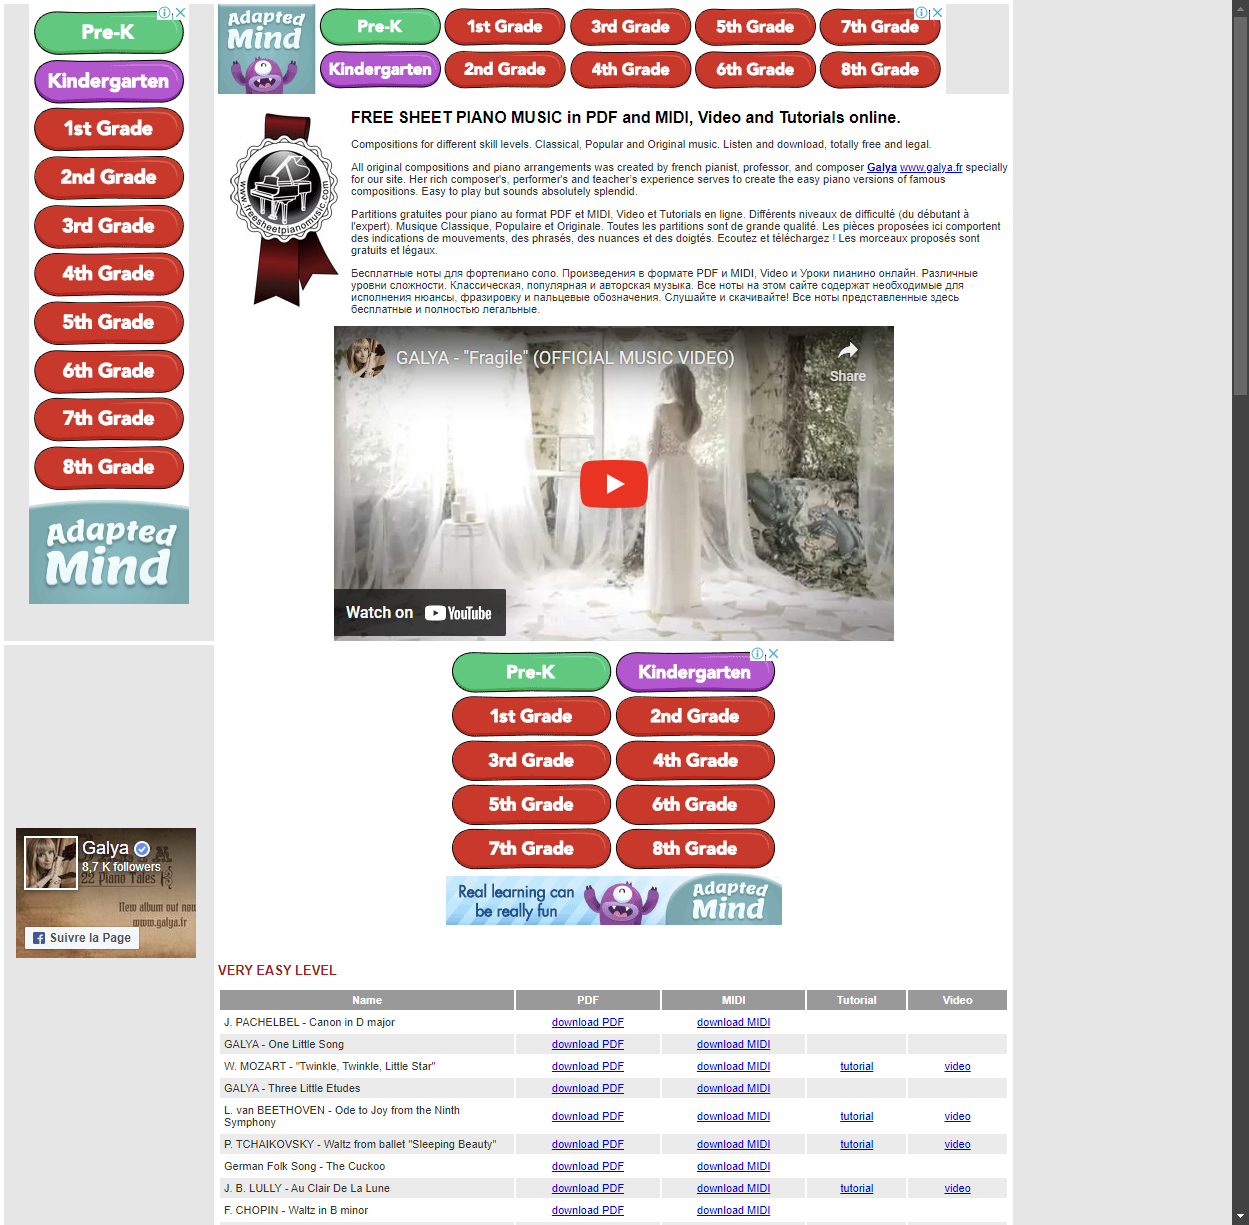 Pre-K
Kindergarten
1st Grade
2nd Grade
3rd Grade
4th Grade
5th Grade
6th Grade
7th Grade
8th Grade
Adapted
Mind
Adapted
Mind
Pre-K 1st Grade 3rd Grade 5th Grade 7th Grade
Kindergarten 2nd Grade 4th Grade 6th Grade 8th Grade
www.freesheetpianomusic.com
FREE SHEET PIANO MUSIC in PDF and MIDI, Video and Tutorials online.
Compositions for different skill levels. Classical, Popular and Original music. Listen and download, totally free and legal.
All original compositions and piano arrangements was created by french pianist, professor, and composer Galya www.galya.fr specially
for our site. Her rich composer's, performer's and teacher's experience serves to create the easy piano versions of famous
compositions. Easy to play but sounds absolutely splendid.
Partitions gratuites pour piano au format PDF et MIDI, Video et Tutorials en ligne. Différents niveaux de difficulté (du débutant à
l'expert). Musique Classique, Populaire et Originale. Toutes les partitions sont de grande qualité. Les pièces proposées ici comportent
des indications de mouvements, des phrasés, des nuances et des doigtés. Ecoutez et téléchargez ! Les morceaux proposés sont
gratuits et légaux.
Бесплатные ноты для фортепиано соло. Произведения в формате PDF и MIDI, Video и Уроки пианино онлайн. Различные
уровни сложности. Классическая, популярная и авторская музыка. Все ноты на этом сайте содержат необходимые для
исполнения нюансы, фразировку и пальцевые обозначения. Слушайте и скачивайте! Все ноты представленные здесь
бесплатные и полностью легальные.
GALYA - "Fragile" (OFFICIAL MUSIC VIDEO)
Share
Watch on YouTube
Pre-K Kindergarten
1st Grade 2nd Grade
3rd Grade 4th Grade
5th Grade 6th Grade
7th Grade 8th Grade
Real learning can
be really fun
Adapted
Mind
Galya
8,7 K followers
22 Piano Tales
New album out now
www.galya.fr
Suivre la Page
VERY EASY LEVEL
Name PDF MIDI Tutorial Video
J. PACHELBEL - Canon in D major download PDF download MIDI
GALYA - One Little Song download PDF download MIDI
W. MOZART - "Twinkle, Twinkle, Little Star" download PDF download MIDI tutorial video
GALYA - Three Little Etudes download PDF download MIDI
L. van BEETHOVEN - Ode to Joy from the Ninth
Symphony download PDF download MIDI tutorial video
P. TCHAIKOVSKY - Waltz from ballet "Sleeping Beauty" download PDF download MIDI tutorial video
German Folk Song - The Cuckoo download PDF download MIDI
J. B. LULLY - Au Clair De La Lune download PDF download MIDI tutorial video
F. CHOPIN - Waltz in B minor download PDF download MIDI